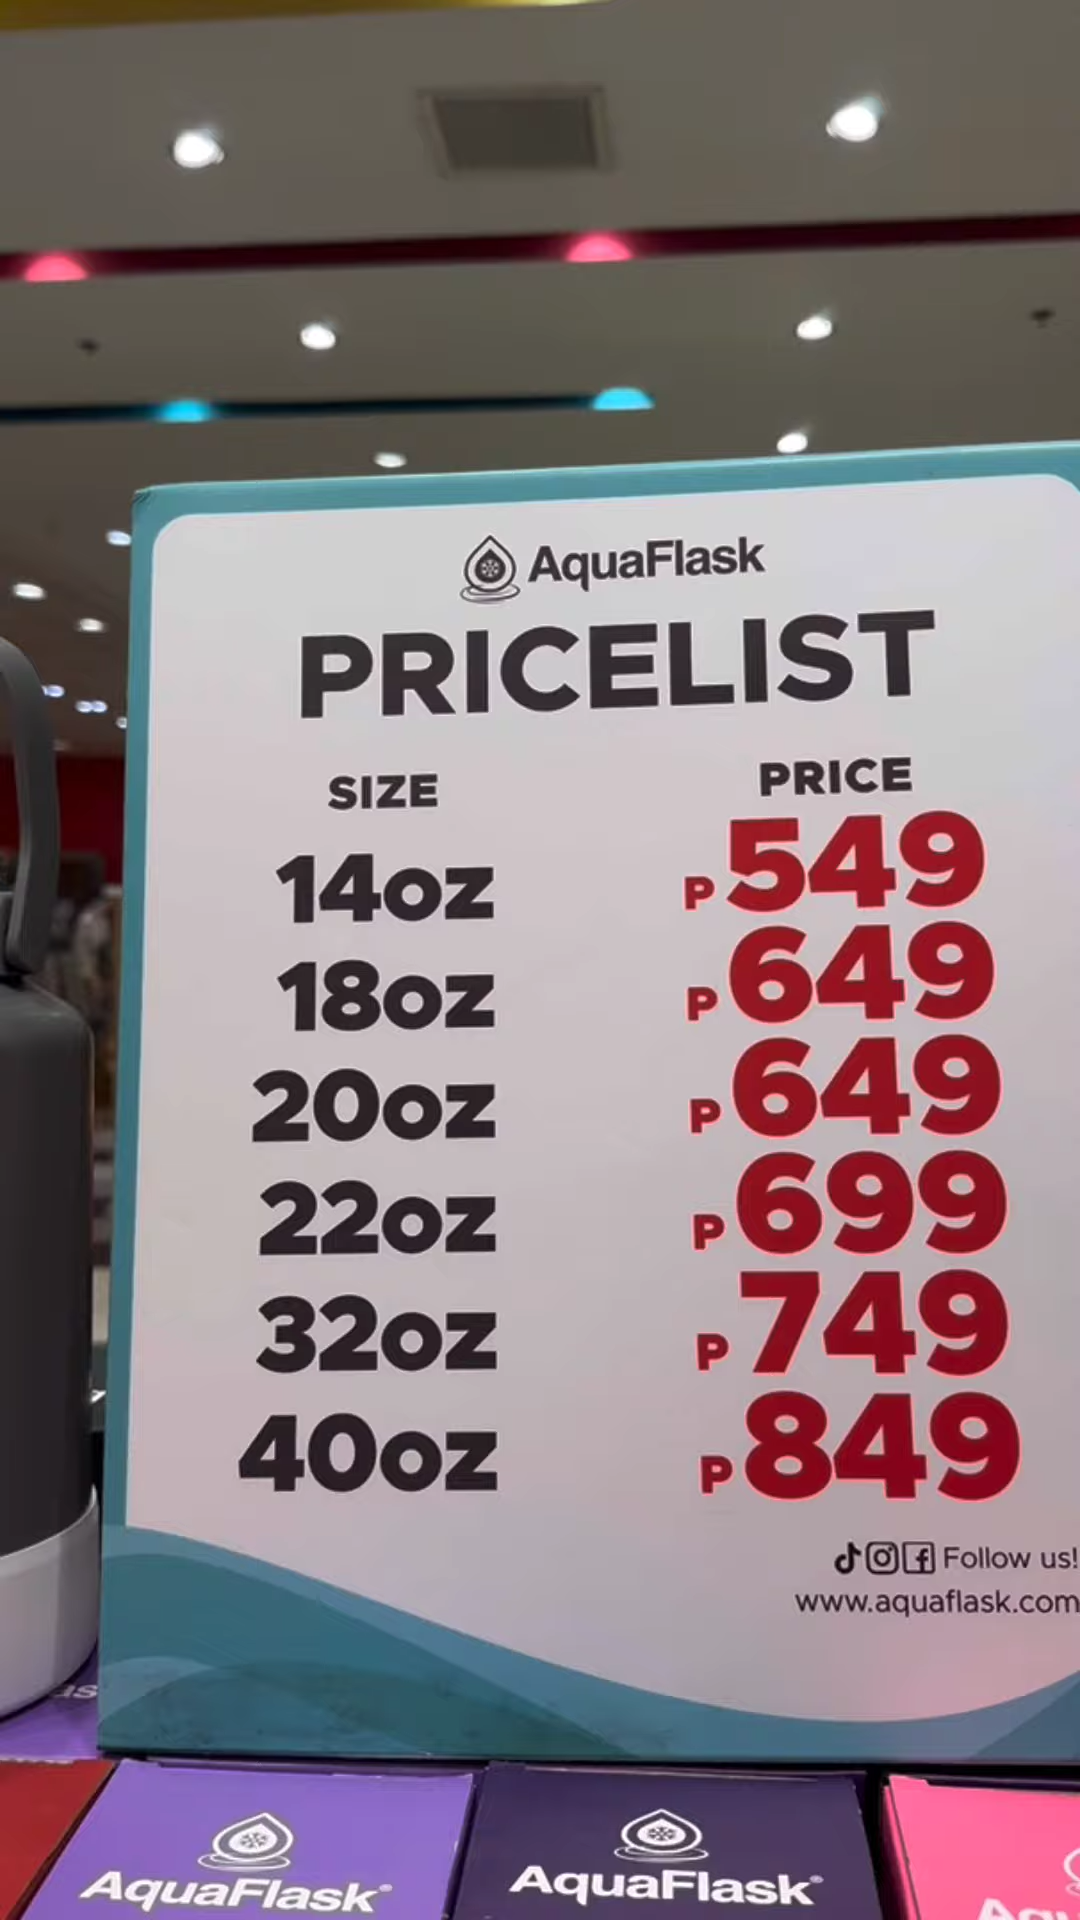 AquaFlask
PRICELIST
SIZE PRICE
14oz P549
18oz P649
20oz P649
22oz P699
32oz P749
40oz P849
Follow us!
www.aquaflask.com
AquaFlask® AquaFlask®